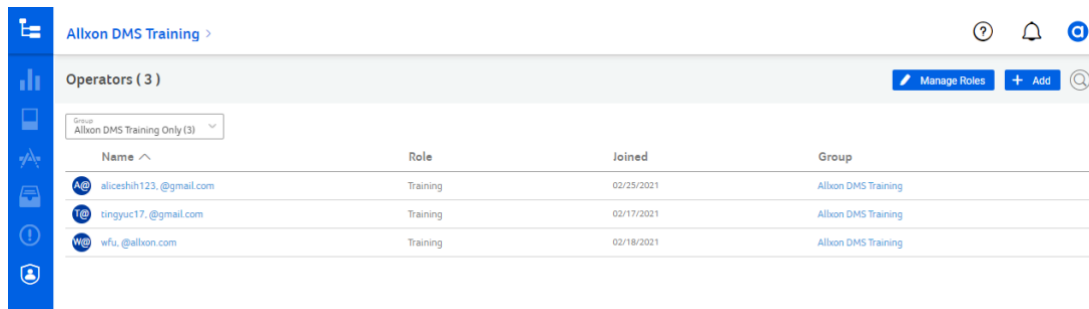 Allxon DMS Training >
?
a
Operators ( 3 )
Manage Roles
+ Add
Group
Allxon DMS Training Only (3)
Name Role Joined Group
A@ aliceshih123, @gmail.com Training 02/25/2021 Allxon DMS Training
T@ tingyuc17, @gmail.com Training 02/17/2021 Allxon DMS Training
W@ wfu, @allxon.com Training 02/18/2021 Allxon DMS Training